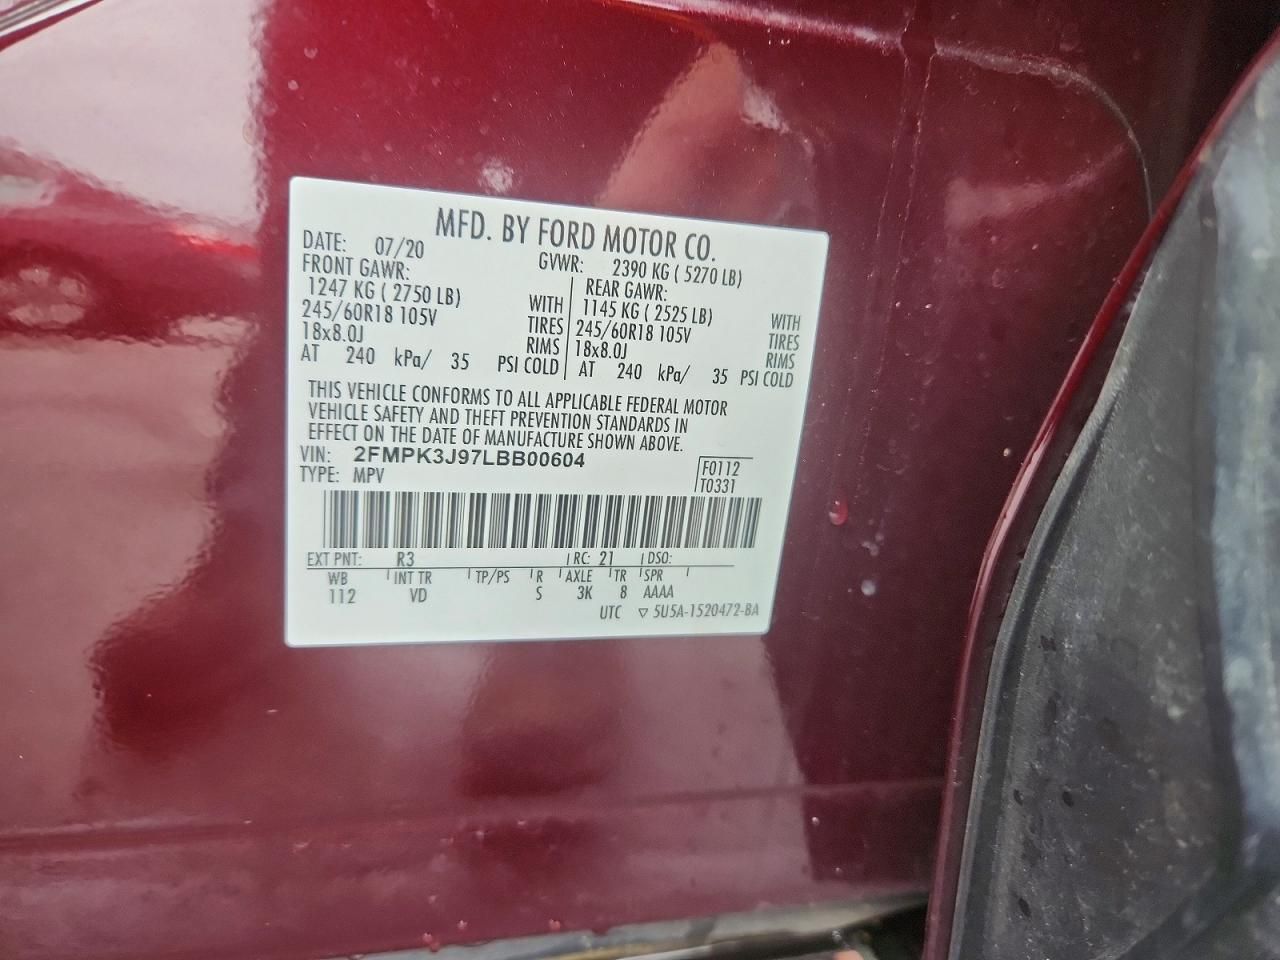 MFD. BY FORD MOTOR CO.
DATE: 07/20 GVWR: 2390 KG ( 5270 LB)
FRONT GAWR: REAR GAWR:
1247 KG ( 2750 LB) WITH 1145 KG ( 2525 LB) WITH
245/60R18 105V TIRES 245/60R18 105V TIRES
18x8.0J RIMS 18x8.0J RIMS
AT 240 kPa/ 35 PSI COLD AT 240 kPa/ 35 PSI COLD
THIS VEHICLE CONFORMS TO ALL APPLICABLE FEDERAL MOTOR
VEHICLE SAFETY AND THEFT PREVENTION STANDARDS IN
EFFECT ON THE DATE OF MANUFACTURE SHOWN ABOVE.
VIN: 2FMPK3J97LBB00604 F0112
TYPE: MPV T0331
EXT PNT: R3 RC: 21 DSO:
WB INT TR TP/PS R AXLE TR SPR
112 VD S 3K 8 AAAA
UTC ▽ 5U5A-1520472-BA